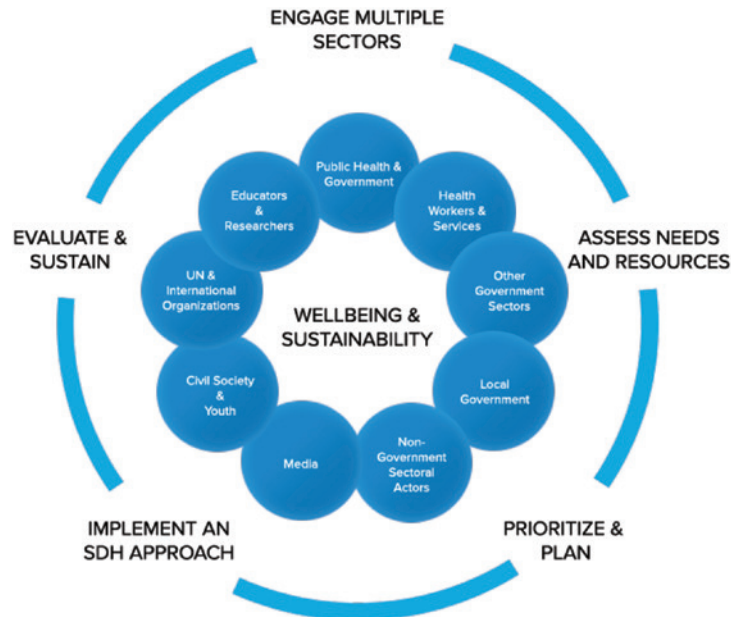 ENGAGE MULTIPLE
SECTORS
Public Health &
Government
Educators
&
Researchers
Health
Workers &
Services
EVALUATE &
SUSTAIN
ASSESS NEEDS
AND RESOURCES
UN &
International
Organizations
Other
Government
Sectors
WELLBEING &
SUSTAINABILITY
Civil Society
&
Youth
Local
Government
Media
Non-
Government
Sectoral
Actors
IMPLEMENT AN
SDH APPROACH
PRIORITIZE &
PLAN